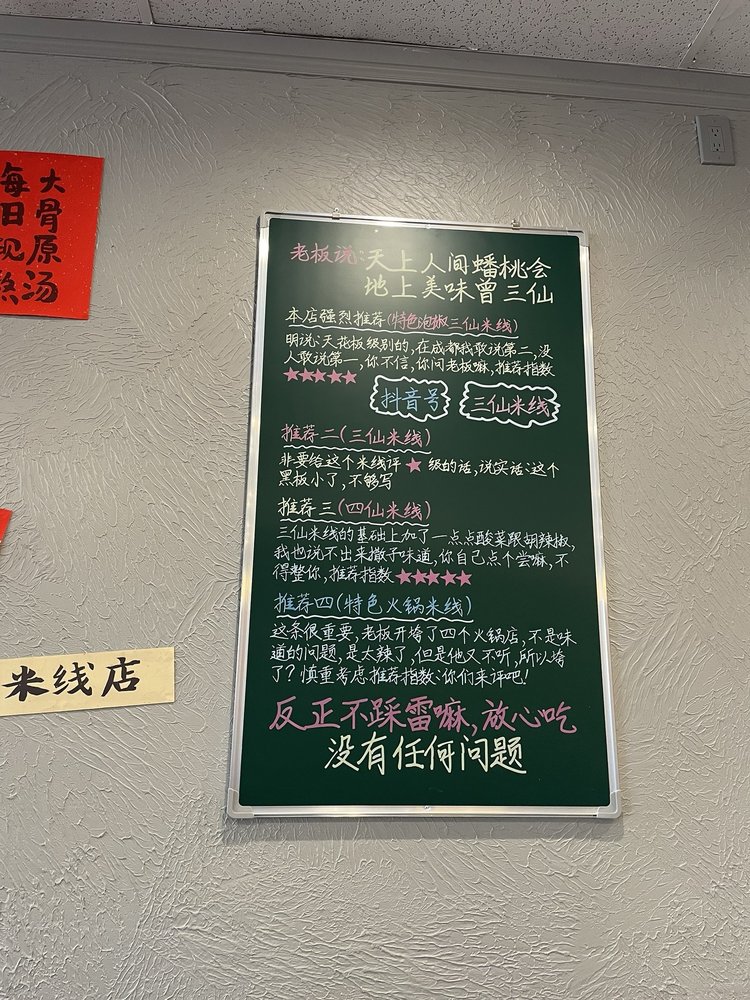 大骨原汤
每日现熬
米线店
老板说:天上人间蟠桃会
地上美味曾三仙
本店强烈推荐(特色泡椒三仙米线)
明说:天花板级别的,在成都我敢说第二,没
人敢说第一,你不信,你问老板嘛,推荐指数
★★★★★
抖音号 三仙米线
推荐二(三仙米线)
非要给这个米线评★级的话,说实话:这个
黑板小了,不够写
推荐三(四仙米线)
三仙米线的基础上加了一点点酸菜跟胡辣椒,
我也说不出来撒子味道,你自己点个尝嘛,不
得整你,推荐指数★★★★★
推荐四(特色火锅米线)
这条很重要,老板开垮了四个火锅店,不是味
道的问题,是太辣了,但是他又不听,所以垮
了?慎重考虑推荐指数:你们来评吧!
反正不踩雷嘛,放心吃
没有任何问题